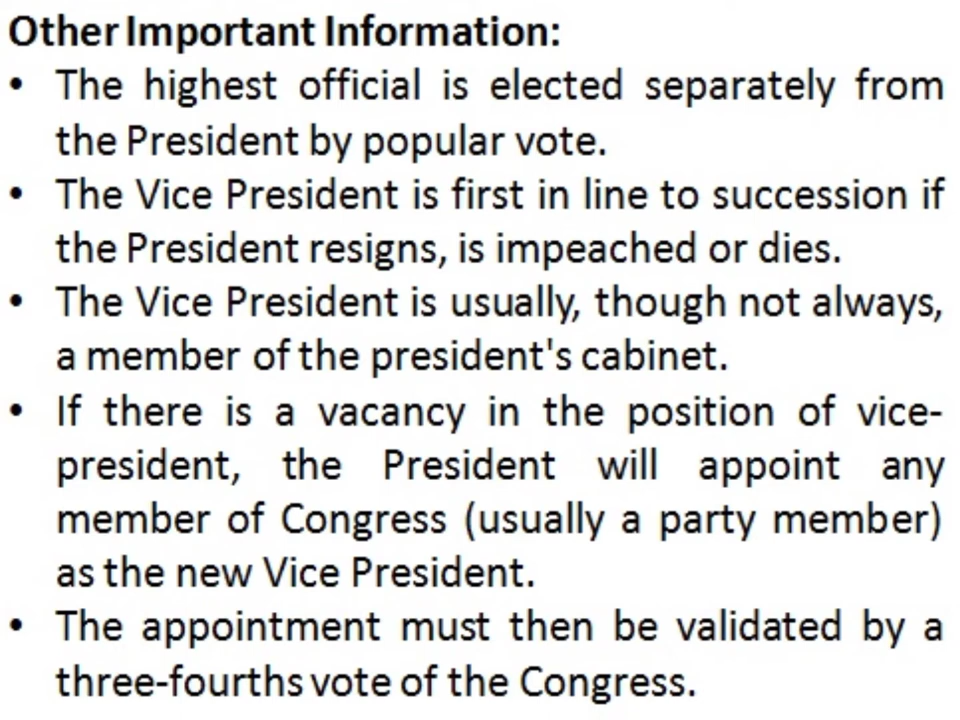 Other Important Information:
• The highest official is elected separately from
the President by popular vote.
• The Vice President is first in line to succession if
the President resigns, is impeached or dies.
• The Vice President is usually, though not always,
a member of the president's cabinet.
• If there is a vacancy in the position of vice-
president, the President will appoint any
member of Congress (usually a party member)
as the new Vice President.
• The appointment must then be validated by a
three-fourths vote of the Congress.